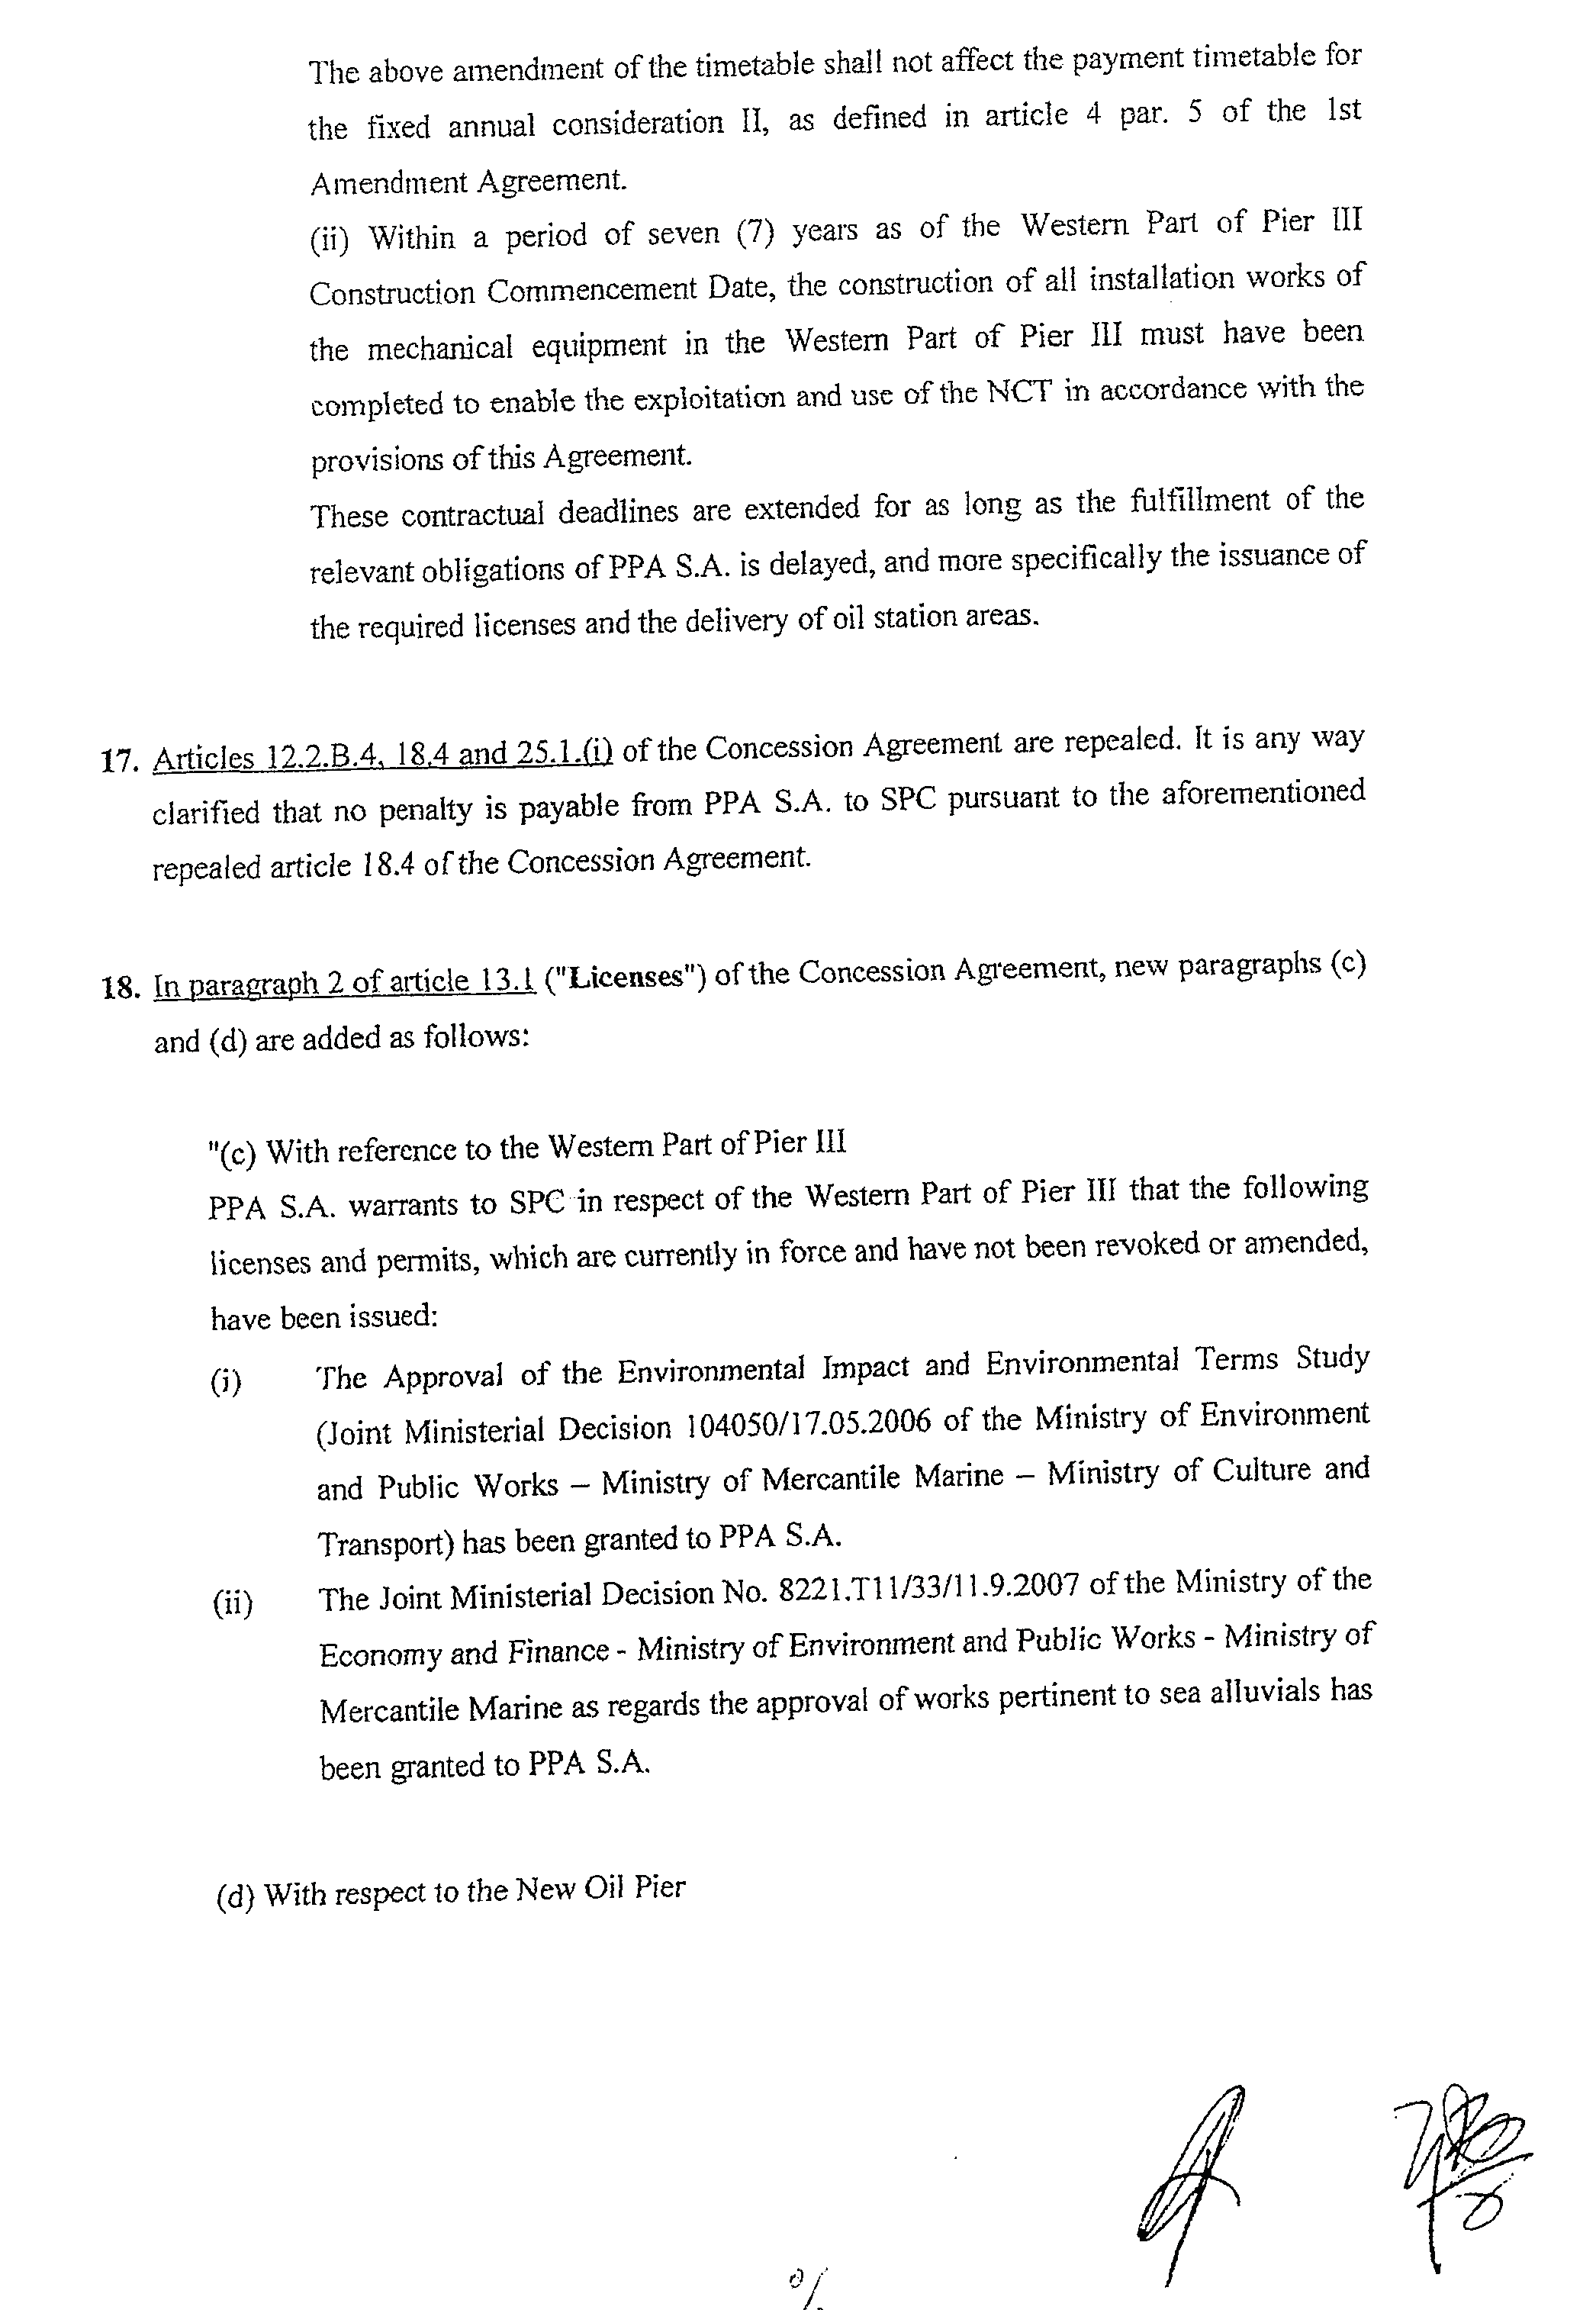 The above amendment of the timetable shall not affect the payment timetable for
the fixed annual consideration II, as defined in article 4 par. 5 of the 1st
Amendment Agreement.
(ii) Within a period of seven (7) years as of the Western Part of Pier III
Construction Commencement Date, the construction of all installation works of
the mechanical equipment in the Western Part of Pier III must have been
completed to enable the exploitation and use of the NCT in accordance with the
provisions of this Agreement.
These contractual deadlines are extended for as long as the fulfillment of the
relevant obligations of PPA S.A. is delayed, and more specifically the issuance of
the required licenses and the delivery of oil station areas.
17. Articles 12.2.B.4, 18.4 and 25.1.(i) of the Concession Agreement are repealed. It is any way
clarified that no penalty is payable from PPA S.A. to SPC pursuant to the aforementioned
repealed article 18.4 of the Concession Agreement.
18. In paragraph 2 of article 13.1 ("Licenses") of the Concession Agreement, new paragraphs (c)
and (d) are added as follows:
"(c) With reference to the Western Part of Pier III
PPA S.A. warrants to SPC in respect of the Western Part of Pier III that the following
licenses and permits, which are currently in force and have not been revoked or amended,
have been issued:
(i) The Approval of the Environmental Impact and Environmental Terms Study
(Joint Ministerial Decision 104050/17.05.2006 of the Ministry of Environment
and Public Works – Ministry of Mercantile Marine – Ministry of Culture and
Transport) has been granted to PPA S.A.
(ii) The Joint Ministerial Decision No. 8221.T11/33/11.9.2007 of the Ministry of the
Economy and Finance - Ministry of Environment and Public Works - Ministry of
Mercantile Marine as regards the approval of works pertinent to sea alluvials has
been granted to PPA S.A.
(d) With respect to the New Oil Pier